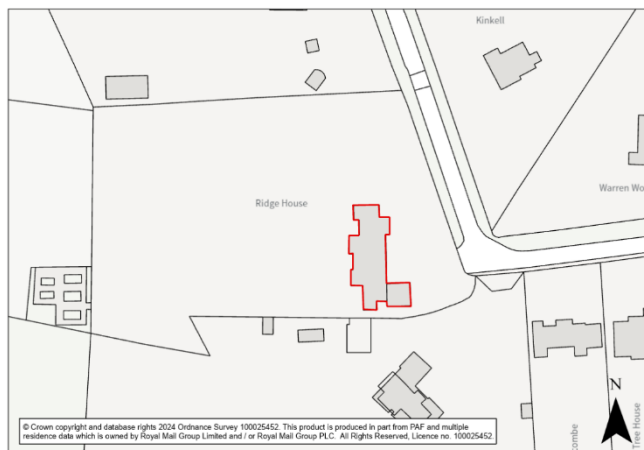 Kinkell
Ridge House
Warren Wo
N
Tree House
combe
© Crown copyright and database rights 2024 Ordnance Survey 100025452. This product is produced in part from PAF and multiple
residence data which is owned by Royal Mail Group Limited and / or Royal Mail Group PLC. All Rights Reserved, Licence no. 100025452.